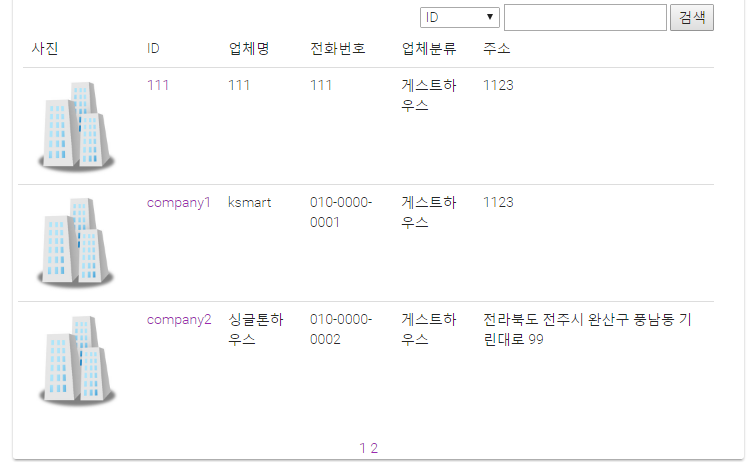 ID 검색
사진 ID 업체명 전화번호 업체분류 주소
111 111 111 게스트하 1123
우스
company1 ksmart 010-0000- 게스트하 1123
0001 우스
company2 싱글톤하 010-0000- 게스트하 전라북도 전주시 완산구 풍남동 기
우스 0002 우스 린대로 99
1 2